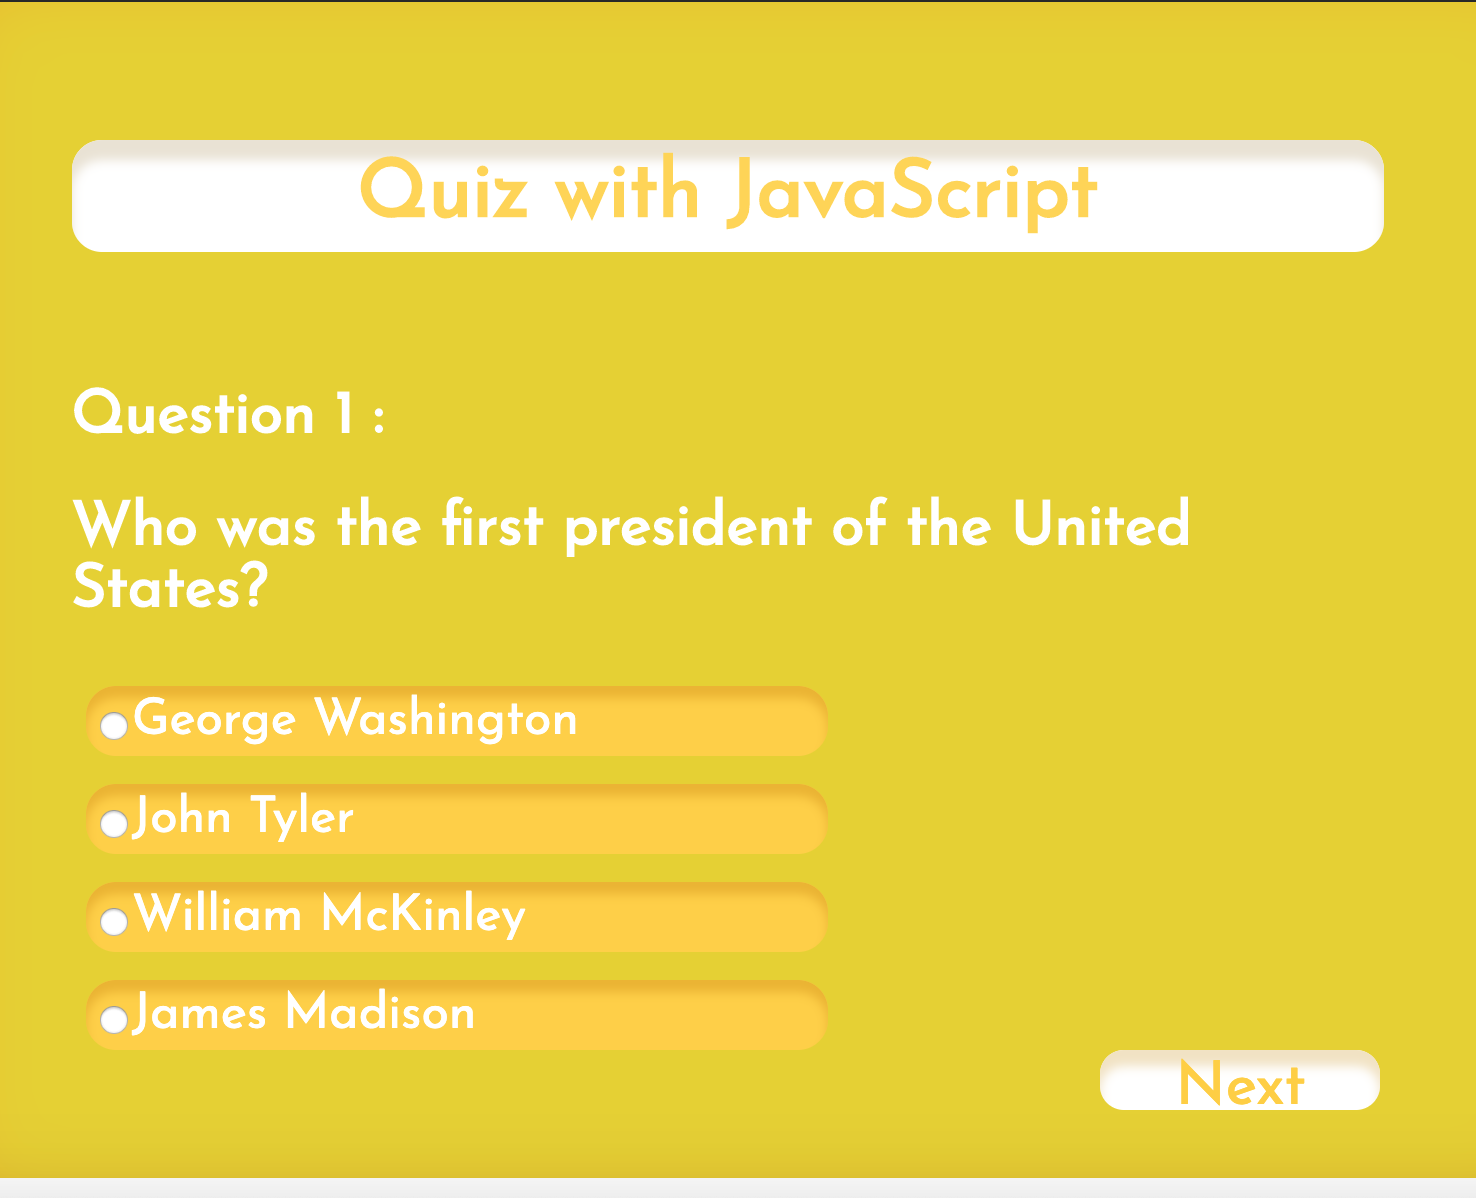 Quiz with JavaScript
Question 1 :
Who was the first president of the United
States?
George Washington
John Tyler
William McKinley
James Madison
Next